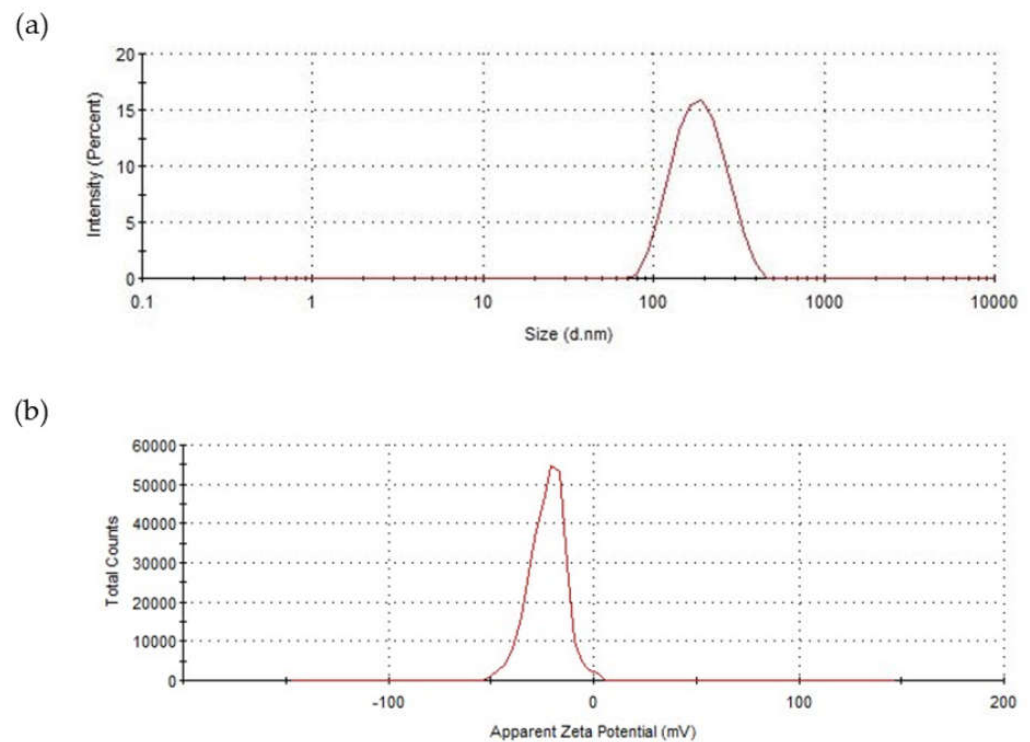 (a)
20
15
10
5
0
Intensity (Percent)
0.1 1 10 100 1000 10000
Size (d.nm)
(b)
60000
50000
40000
30000
20000
10000
0
Total Counts
-100 0 100 200
Apparent Zeta Potential (mV)